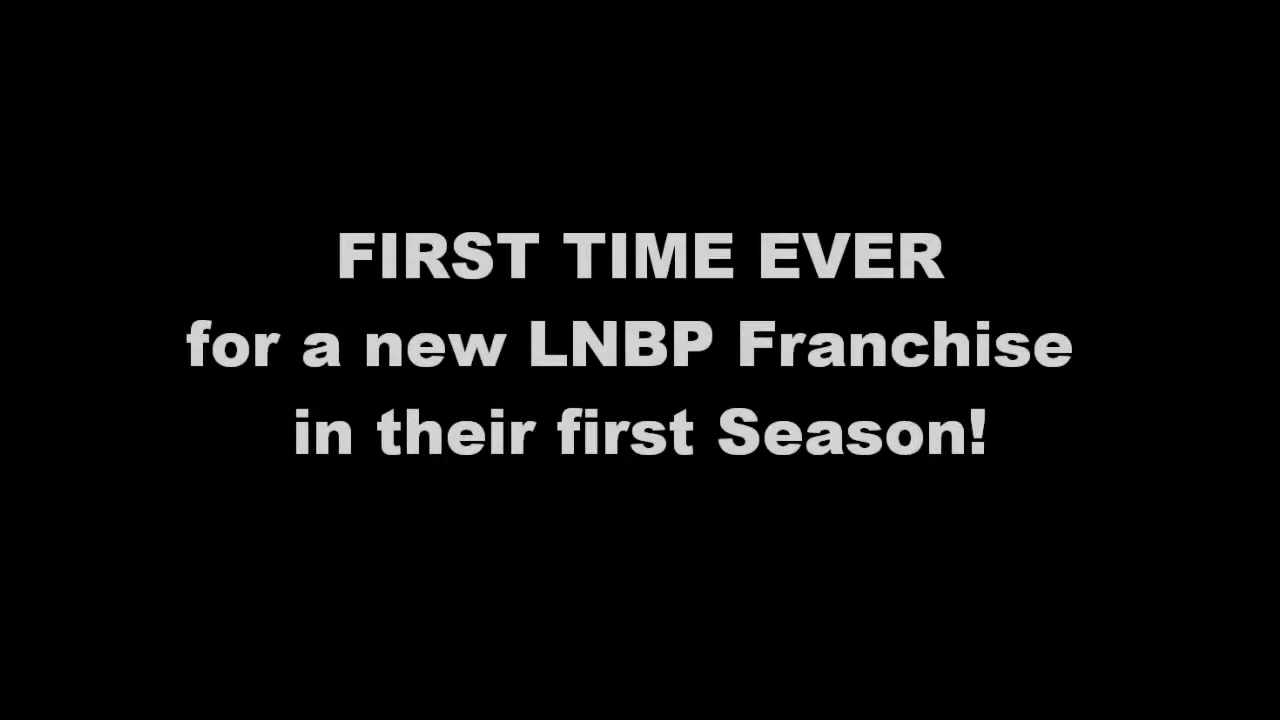 FIRST TIME EVER
for a new LNBP Franchise
in their first Season!